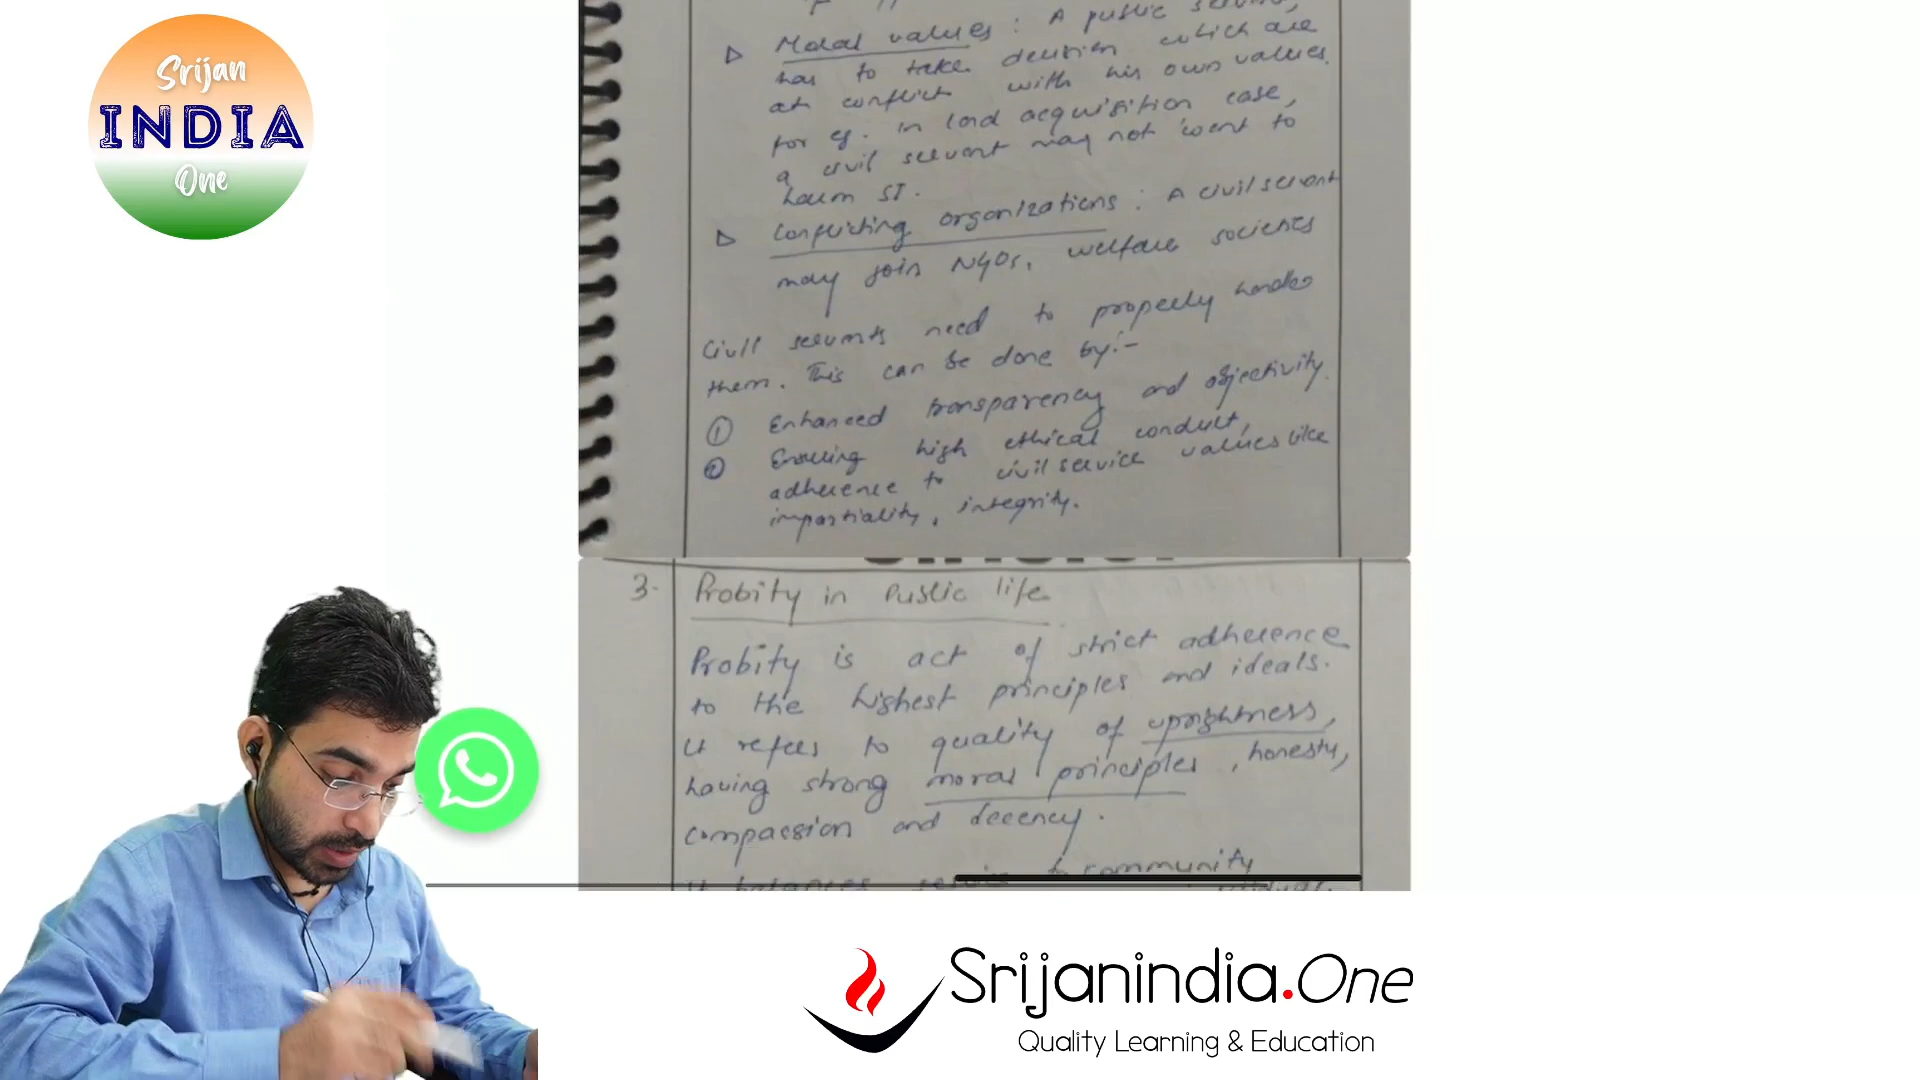 Srijan
INDIA
One
▷ Moral values : A public servant,
has to take decision which are
at conflict with his own values.
for eg. in land acquisition case,
a civil servant may not want to
harm ST.
▷ Conflicting organizations : A civil servant
may join NGOs, welfare societies
Civil servants need to properly handle
them. This can be done by:-
① Enhanced transparency and objectivity.
② Ensuring high ethical conduct,
adherence to civil service values like
impartiality, integrity.
3. Probity in Public life
Probity is act of strict adherence
to the highest principles and ideals.
It refers to quality of uprightness,
having strong moral principles, honesty,
compassion and decency.
It balances service to community
Srijanindia.One
Quality Learning & Education